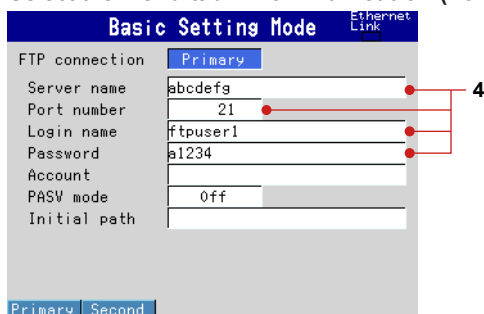 Basic Setting Mode Ethernet Link
FTP connection Primary
Server name abcdefg
Port number 21
Login name ftpuser1
Password a1234
Account
PASV mode Off
Initial path
4
Primary Second